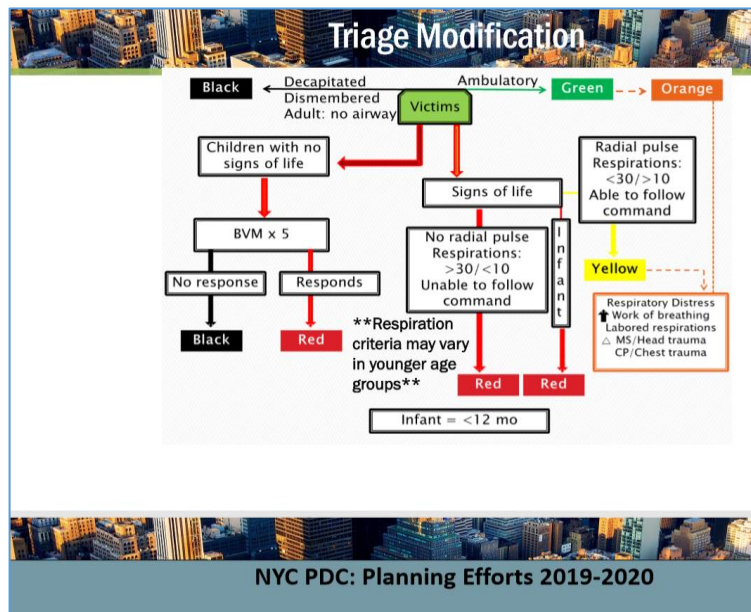 Triage Modification
Black
Decapitated
Dismembered
Adult: no airway
Victims
Ambulatory
Green
Orange
Children with no
signs of life
BVM x 5
No response
Responds
Black
Red
Signs of life
No radial pulse
Respirations:
>30/<10
Unable to follow
command
Infant
Radial pulse
Respirations:
<30/>10
Able to follow
command
Yellow
Respiratory Distress
Work of breathing
Labored respirations
△ MS/Head trauma
CP/Chest trauma
**Respiration
criteria may vary
in younger age
groups**
Red
Red
Infant = <12 mo
NYC PDC: Planning Efforts 2019-2020